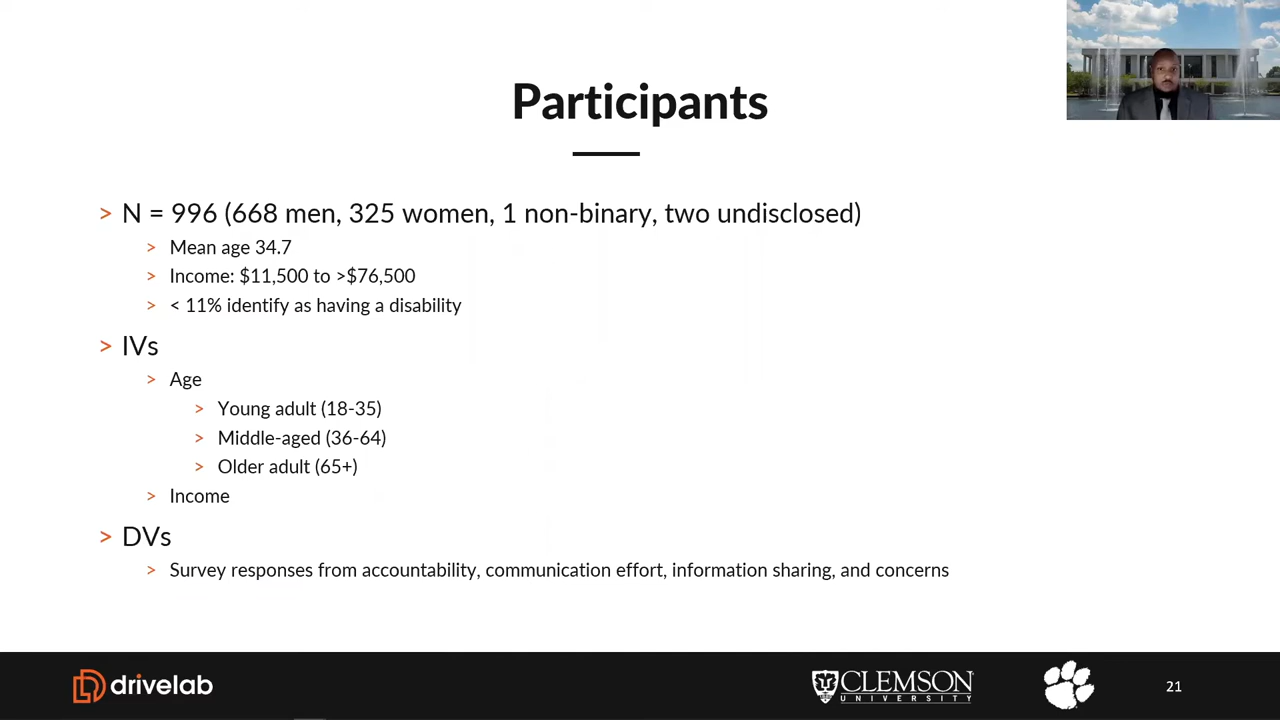 Participants
> N = 996 (668 men, 325 women, 1 non-binary, two undisclosed)
> Mean age 34.7
> Income: $11,500 to >$76,500
> < 11% identify as having a disability
> IVs
> Age
> Young adult (18-35)
> Middle-aged (36-64)
> Older adult (65+)
> Income
> DVs
> Survey responses from accountability, communication effort, information sharing, and concerns
drivelab
CLEMSON
UNIVERSITY
21